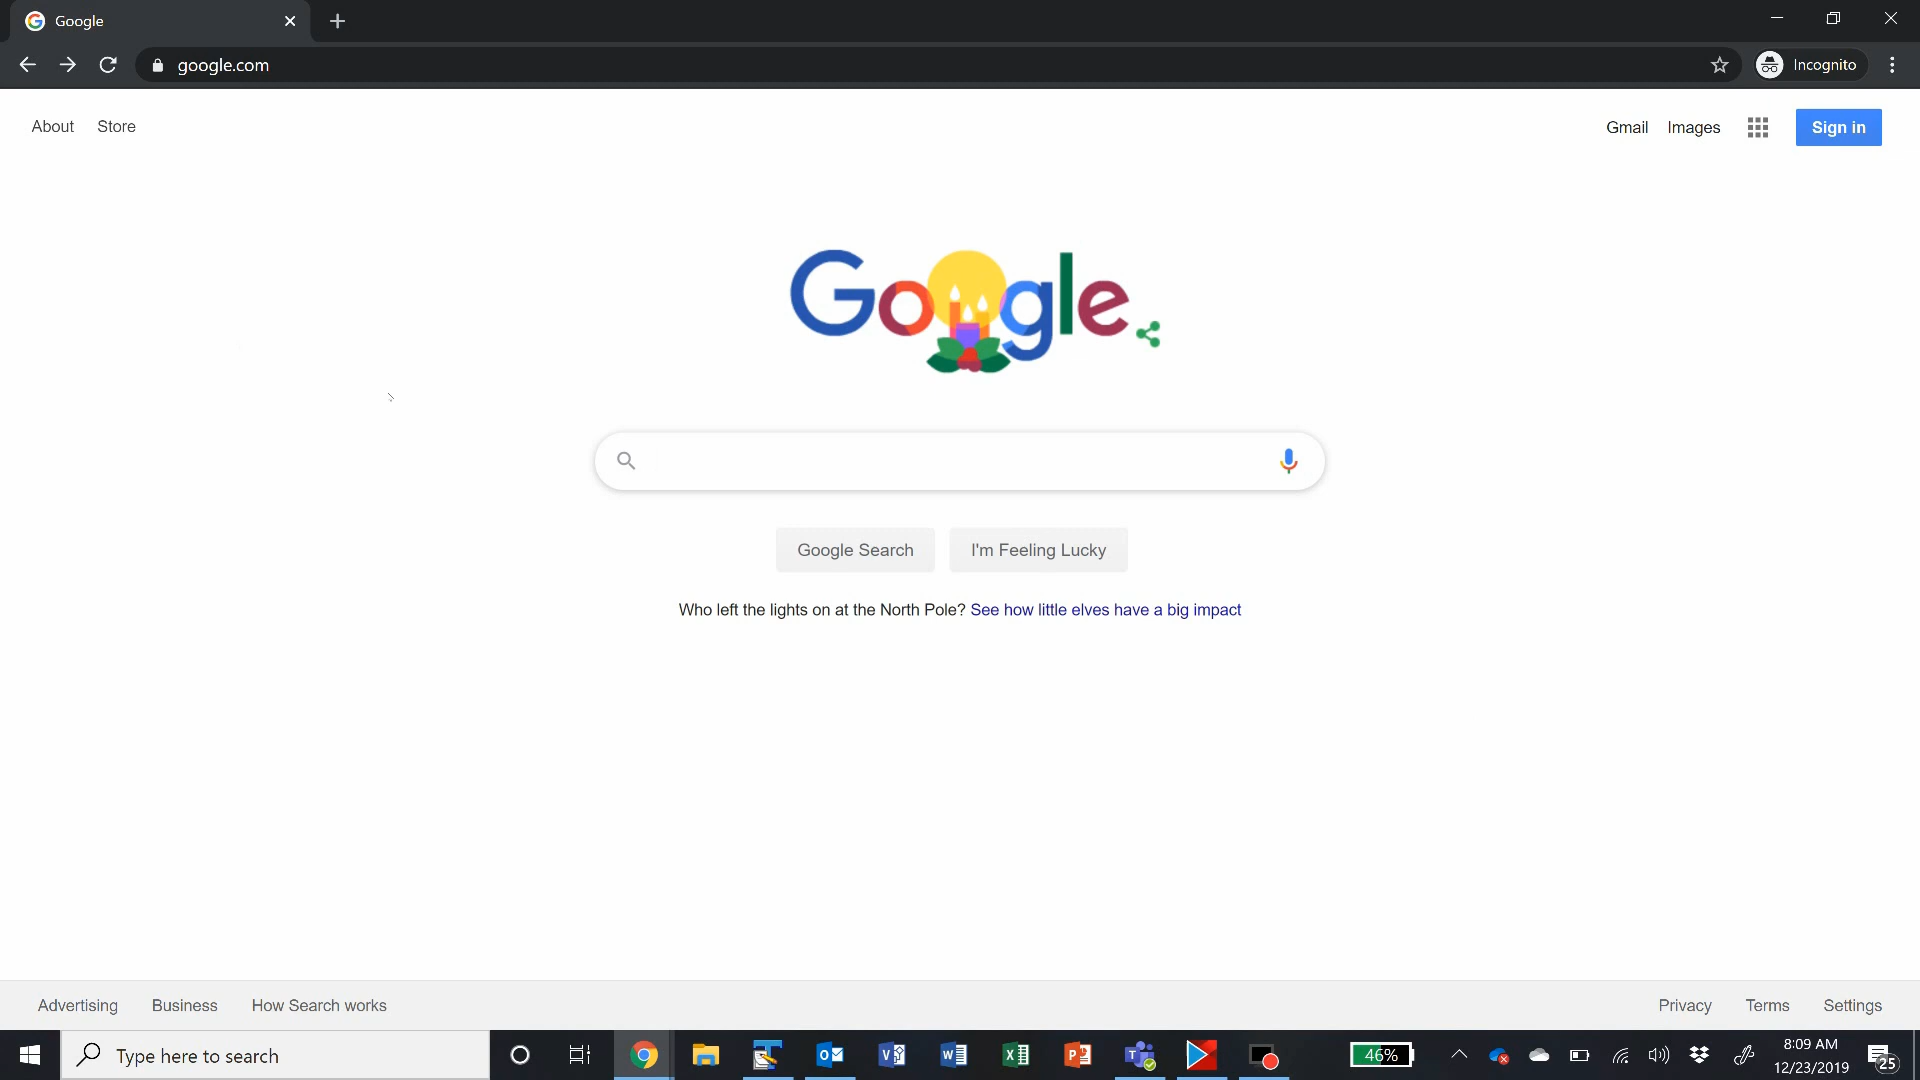 Google
google.com
Incognito
About Store
Gmail Images Sign in
Google
Google Search I'm Feeling Lucky
Who left the lights on at the North Pole? See how little elves have a big impact
Advertising Business How Search works
Privacy Terms Settings
Type here to search
46%
8:09 AM
12/23/2019
25